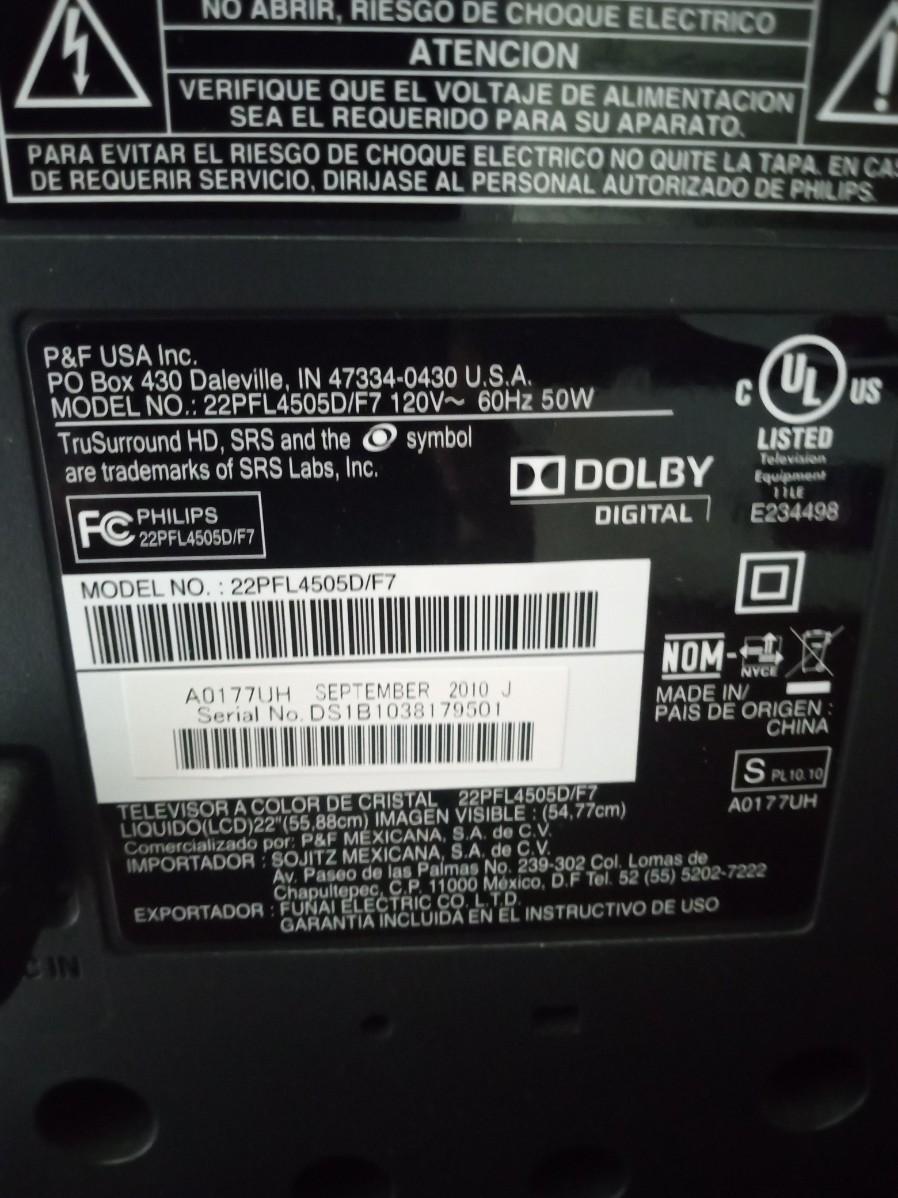 NO ABRIR, RIESGO DE CHOQUE ELECTRICO
ATENCION
VERIFIQUE QUE EL VOLTAJE DE ALIMENTACION
SEA EL REQUERIDO PARA SU APARATO.
PARA EVITAR EL RIESGO DE CHOQUE ELECTRICO NO QUITE LA TAPA. EN CAS
DE REQUERIR SERVICIO, DIRIJASE AL PERSONAL AUTORIZADO DE PHILIPS.
P&F USA Inc.
PO Box 430 Daleville, IN 47334-0430 U.S.A.
MODEL NO.: 22PFL4505D/F7 120V~ 60Hz 50W
TruSurround HD, SRS and the symbol
are trademarks of SRS Labs, Inc.
C UL US
LISTED
Television
Equipment
11LE
E234498
DOLBY
DIGITAL
FC PHILIPS
22PFL4505D/F7
MODEL NO. : 22PFL4505D/F7
A0177UH SEPTEMBER 2010 J
Serial No. DS1B1038179501
NOM-NYCE
MADE IN/
PAIS DE ORIGEN :
CHINA
S PL10.10
A0177UH
TELEVISOR A COLOR DE CRISTAL 22PFL4505D/F7
LIQUIDO(LCD)22"(55,88cm) IMAGEN VISIBLE : (54,77cm)
Comercializado por: P&F MEXICANA, S.A. de C.V.
IMPORTADOR : SOJITZ MEXICANA, S.A. de C.V.
Av. Paseo de las Palmas No. 239-302 Col. Lomas de
Chapultepec, C.P. 11000 México, D.F Tel. 52 (55) 5202-7222
EXPORTADOR : FUNAI ELECTRIC CO. L.T.D.
GARANTIA INCLUIDA EN EL INSTRUCTIVO DE USO
C IN